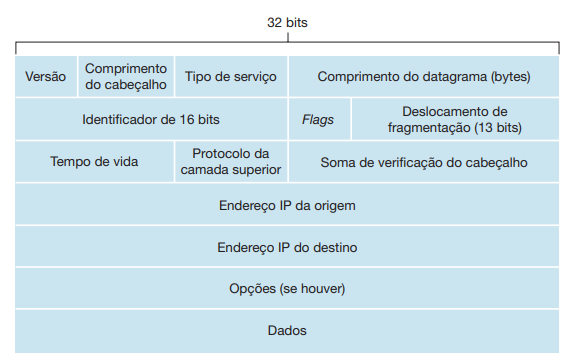 32 bits
Versão
Comprimento
do cabeçalho
Tipo de serviço
Comprimento do datagrama (bytes)
Identificador de 16 bits
Flags
Deslocamento de
fragmentação (13 bits)
Tempo de vida
Protocolo da
camada superior
Soma de verificação do cabeçalho
Endereço IP da origem
Endereço IP do destino
Opções (se houver)
Dados